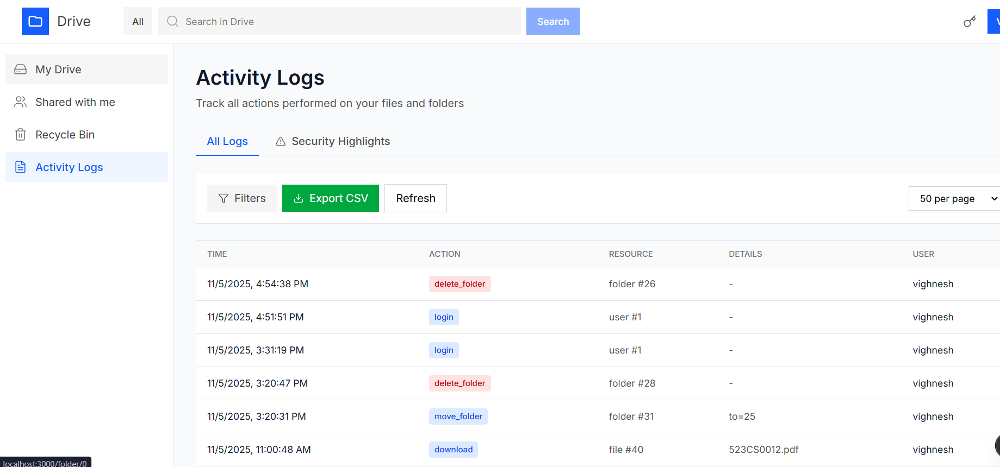 Drive
All
Search in Drive
Search
My Drive
Shared with me
Recycle Bin
Activity Logs
Activity Logs
Track all actions performed on your files and folders
All Logs
Security Highlights
Filters
Export CSV
Refresh
50 per page
TIME ACTION RESOURCE DETAILS USER
11/5/2025, 4:54:38 PM delete_folder folder #26 - vighnesh
11/5/2025, 4:51:51 PM login user #1 - vighnesh
11/5/2025, 3:31:19 PM login user #1 - vighnesh
11/5/2025, 3:20:47 PM delete_folder folder #28 - vighnesh
11/5/2025, 3:20:31 PM move_folder folder #31 to=25 vighnesh
11/5/2025, 11:00:48 AM download file #40 523CS0012.pdf vighnesh
localhost:3000/folder/0